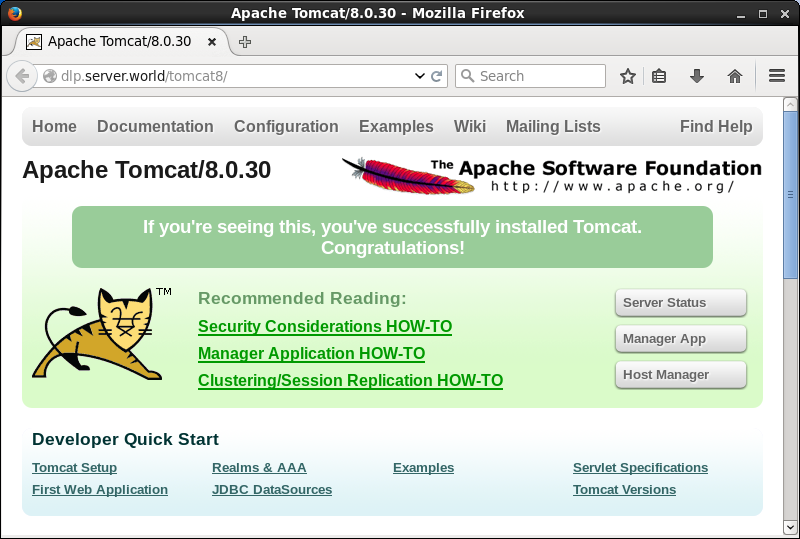 Apache Tomcat/8.0.30 - Mozilla Firefox
Apache Tomcat/8.0.30
dlp.server.world/tomcat8/
Search
Home Documentation Configuration Examples Wiki Mailing Lists Find Help
Apache Tomcat/8.0.30
The Apache Software Foundation
http://www.apache.org/
If you're seeing this, you've successfully installed Tomcat.
Congratulations!
TM
Recommended Reading:
Security Considerations HOW-TO
Manager Application HOW-TO
Clustering/Session Replication HOW-TO
Server Status
Manager App
Host Manager
Developer Quick Start
Tomcat Setup Realms & AAA Examples Servlet Specifications
First Web Application JDBC DataSources Tomcat Versions